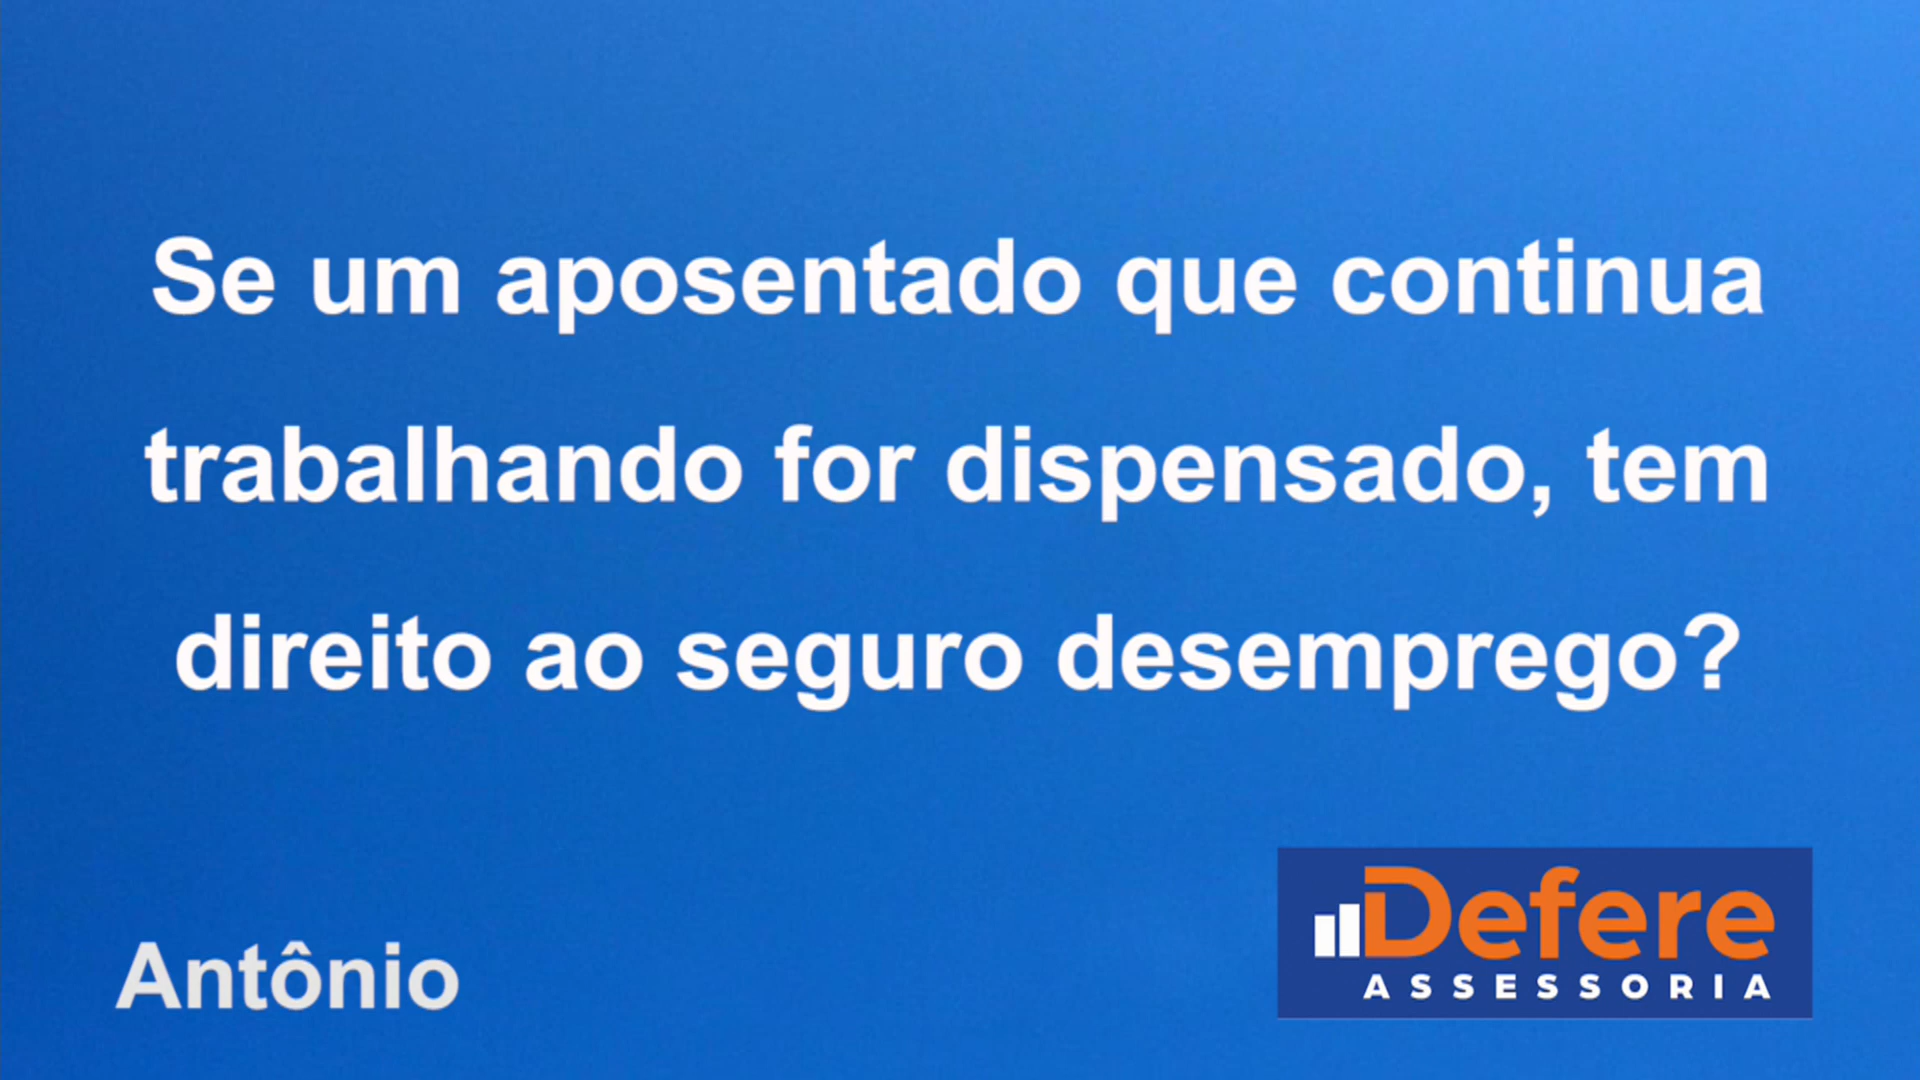 Se um aposentado que continua
trabalhando for dispensado, tem
direito ao seguro desemprego?
Antônio
Defere
ASSESSORIA